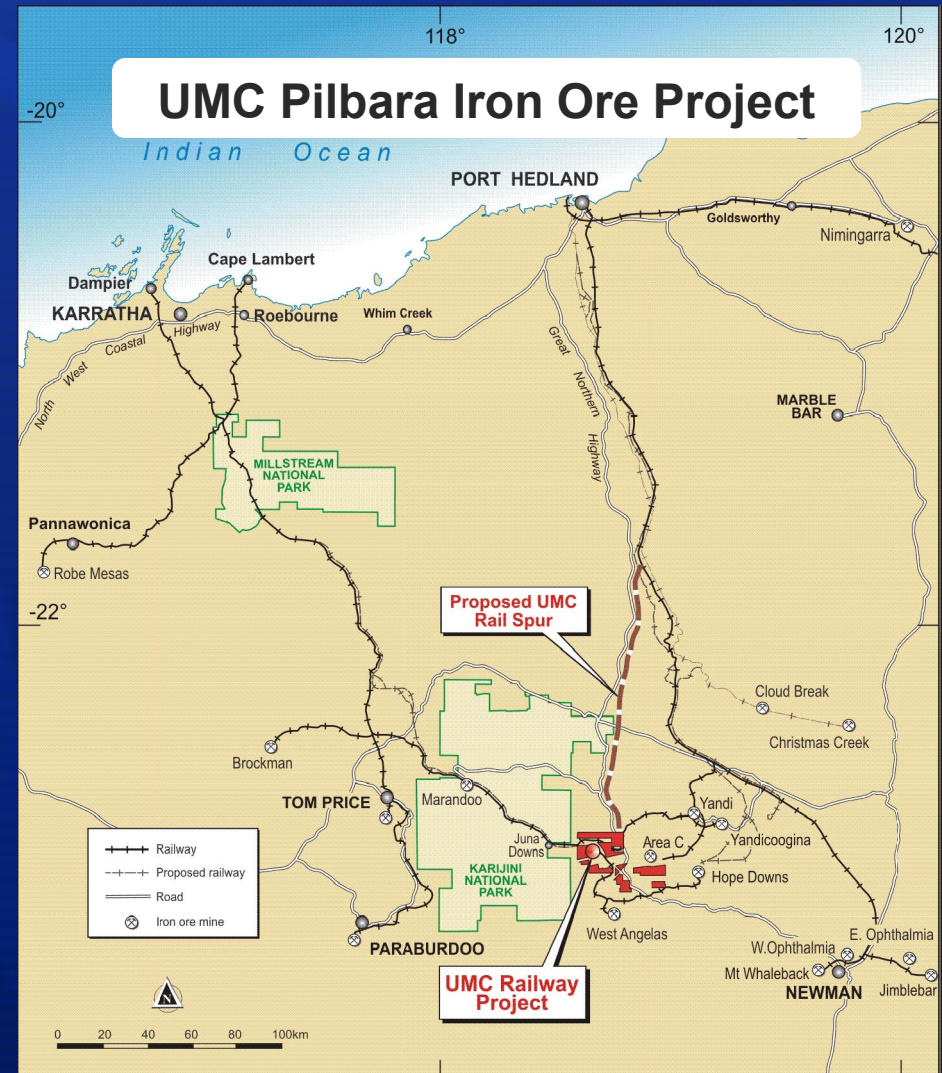 118°
120°
UMC Pilbara Iron Ore Project
-20°
Indian Ocean
PORT HEDLAND
Goldsworthy
Nimingarra
Cape Lambert
Dampier
KARRATHA
Roebourne
Whim Creek
North West Coastal Highway
Great Northern Highway
MARBLE
BAR
MILLSTREAM
NATIONAL
PARK
Pannawonica
Robe Mesas
-22°
Proposed UMC
Rail Spur
Cloud Break
Christmas Creek
Brockman
TOM PRICE
Marandoo
Yandi
Yandicoogina
Juna
Downs
Area C
Hope Downs
KARIJINI
NATIONAL
PARK
West Angelas
Railway
Proposed railway
Road
Iron ore mine
PARABURDOO
E. Ophthalmia
W.Ophthalmia
Mt Whaleback
NEWMAN
Jimblebar
UMC Railway
Project
N
0 20 40 60 80 100km